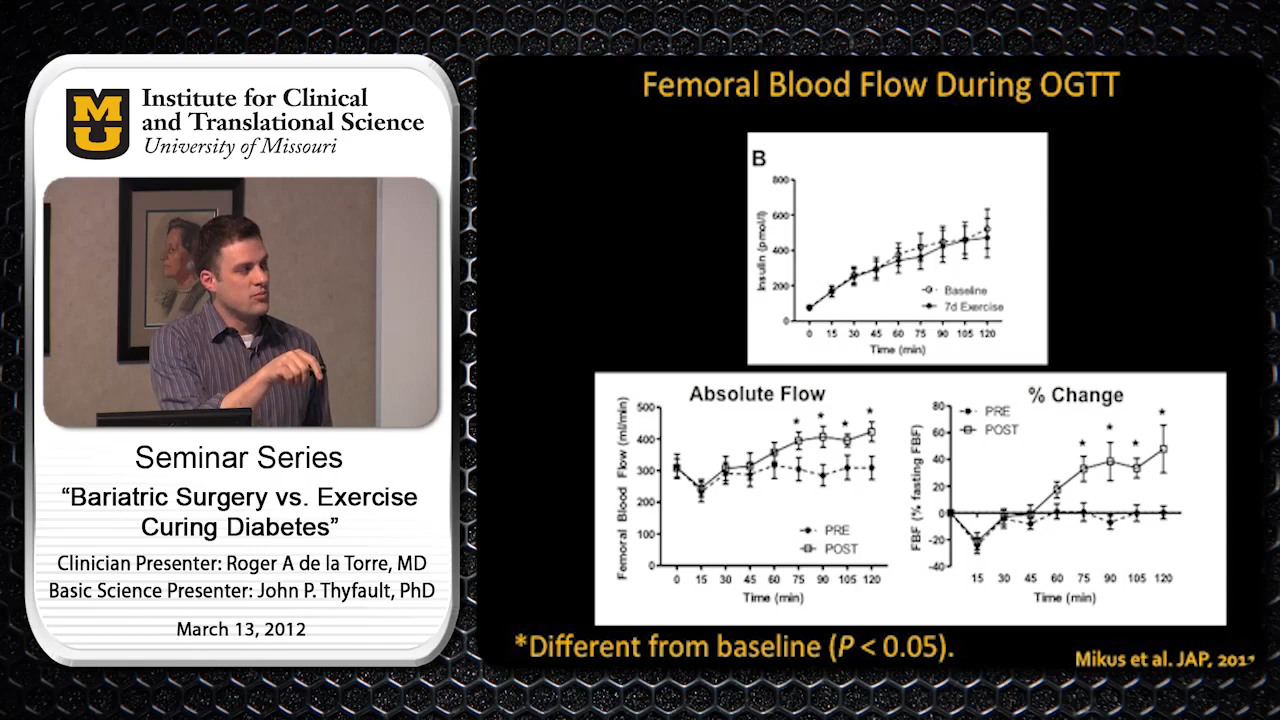 MU
Institute for Clinical
and Translational Science
University of Missouri
Seminar Series
“Bariatric Surgery vs. Exercise
Curing Diabetes”
Clinician Presenter: Roger A de la Torre, MD
Basic Science Presenter: John P. Thyfault, PhD
March 13, 2012
Femoral Blood Flow During OGTT
B
Insulin (pmol/l)
800
600
400
200
0
0 15 30 45 60 75 90 105 120
Time (min)
Baseline
7d Exercise
Absolute Flow
Femoral Blood Flow (ml/min)
500
400
300
200
100
0
* * * *
PRE
POST
0 15 30 45 60 75 90 105 120
Time (min)
% Change
FBF (% fasting FBF)
80
60
40
20
0
-20
-40
PRE
POST
* * * *
15 30 45 60 75 90 105 120
Time (min)
*Different from baseline (P < 0.05).
Mikus et al. JAP,